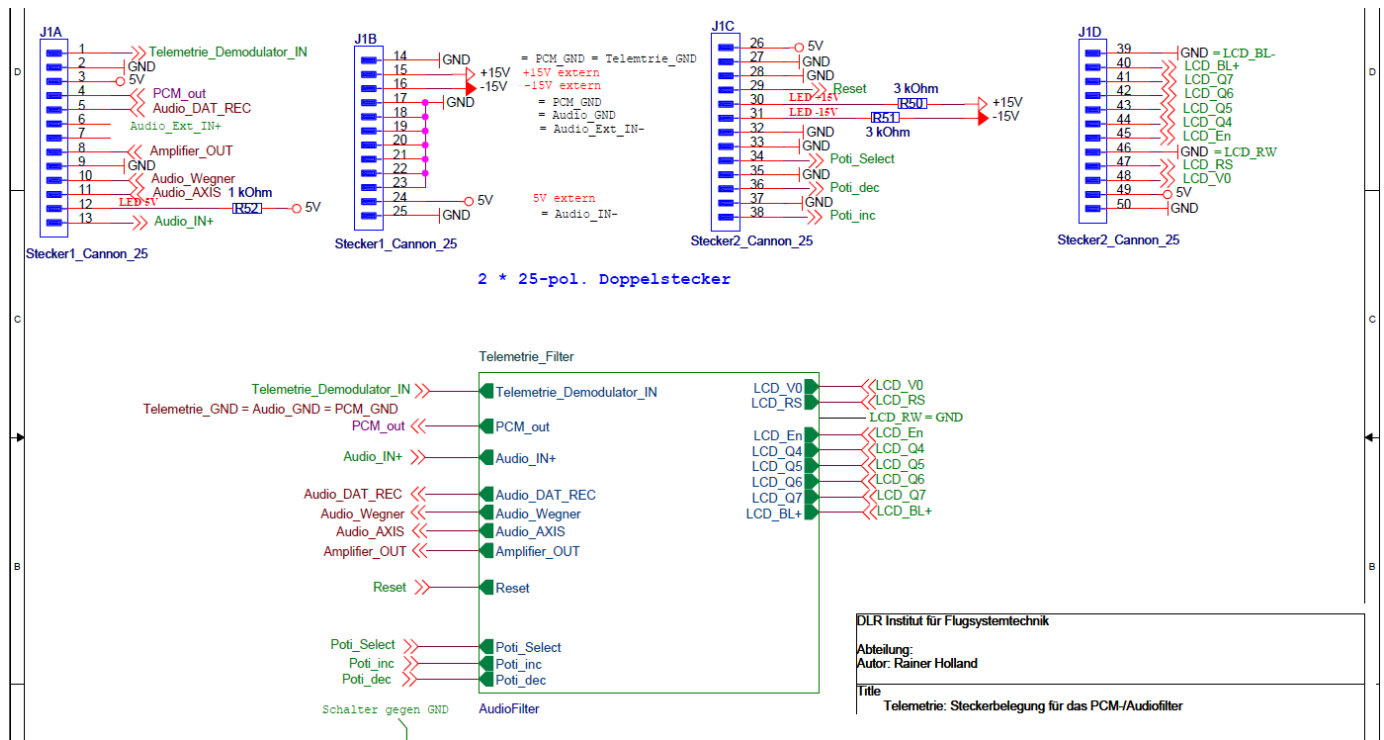 J1A
1 Telemetrie_Demodulator_IN
2 GND
3 5V
4 PCM_out
5 Audio_DAT_REC
6 Audio_Ext_IN+
7
8 Amplifier_OUT
9 GND
10 Audio_Wegner
11 Audio_AXIS 1 kOhm
12 LED 5V R52 5V
13 Audio_IN+
Stecker1_Cannon_25
J1B
14 GND = PCM_GND = Telemtrie_GND
15 +15V +15V extern
16 -15V -15V extern
17 GND = PCM_GND
18 = Audio_GND
19 = Audio_Ext_IN-
20
21
22
23
24 5V 5V extern
25 GND = Audio_IN-
Stecker1_Cannon_25
J1C
26 5V
27 GND
28 GND
29 Reset 3 kOhm
30 LED +15V R50 +15V
31 LED -15V R51 -15V
32 GND 3 kOhm
33 GND
34 Poti_Select
35 GND
36 Poti_dec
37 GND
38 Poti_inc
Stecker2_Cannon_25
J1D
39 GND = LCD_BL-
40 LCD_BL+
41 LCD_Q7
42 LCD_Q6
43 LCD_Q5
44 LCD_Q4
45 LCD_En
46 GND = LCD_RW
47 LCD_RS
48 LCD_V0
49 5V
50 GND
Stecker2_Cannon_25
2 * 25-pol. Doppelstecker
D
D
C
C
B
B
Telemetrie_Filter
Telemetrie_Demodulator_IN Telemetrie_Demodulator_IN
Telemetrie_GND = Audio_GND = PCM_GND
PCM_out PCM_out
Audio_IN+ Audio_IN+
Audio_DAT_REC Audio_DAT_REC
Audio_Wegner Audio_Wegner
Audio_AXIS Audio_AXIS
Amplifier_OUT Amplifier_OUT
Reset Reset
Poti_Select Poti_Select
Poti_inc Poti_inc
Poti_dec Poti_dec
Schalter gegen GND
AudioFilter
LCD_V0 LCD_V0
LCD_RS LCD_RS
LCD_RW = GND
LCD_En LCD_En
LCD_Q4 LCD_Q4
LCD_Q5 LCD_Q5
LCD_Q6 LCD_Q6
LCD_Q7 LCD_Q7
LCD_BL+ LCD_BL+
DLR Institut für Flugsystemtechnik
Abteilung:
Autor: Rainer Holland
Title
Telemetrie: Steckerbelegung für das PCM-/Audiofilter